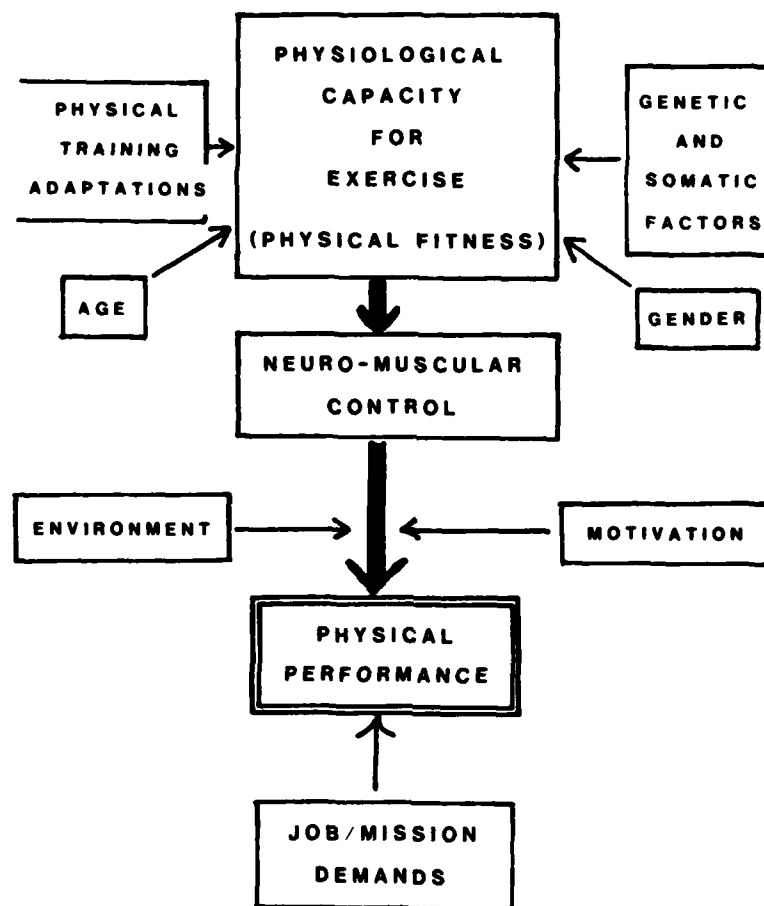 PHYSIOLOGICAL
CAPACITY
FOR
EXERCISE
(PHYSICAL FITNESS)
PHYSICAL
TRAINING
ADAPTATIONS
GENETIC
AND
SOMATIC
FACTORS
AGE
GENDER
NEURO-MUSCULAR
CONTROL
ENVIRONMENT
MOTIVATION
PHYSICAL
PERFORMANCE
JOB/MISSION
DEMANDS